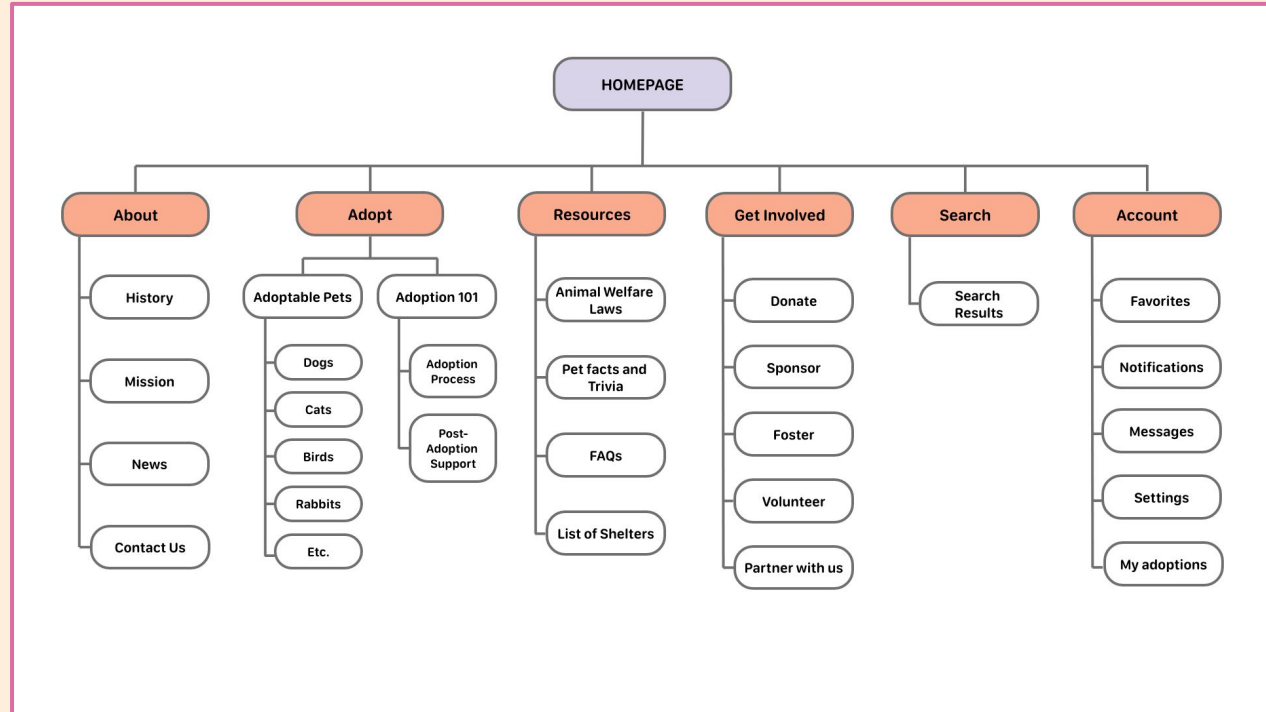 HOMEPAGE
About
Adopt
Resources
Get Involved
Search
Account
History
Mission
News
Contact Us
Adoptable Pets
Dogs
Cats
Birds
Rabbits
Etc.
Adoption 101
Adoption
Process
Post-
Adoption
Support
Animal Welfare
Laws
Pet facts and
Trivia
FAQs
List of Shelters
Donate
Sponsor
Foster
Volunteer
Partner with us
Search
Results
Favorites
Notifications
Messages
Settings
My adoptions